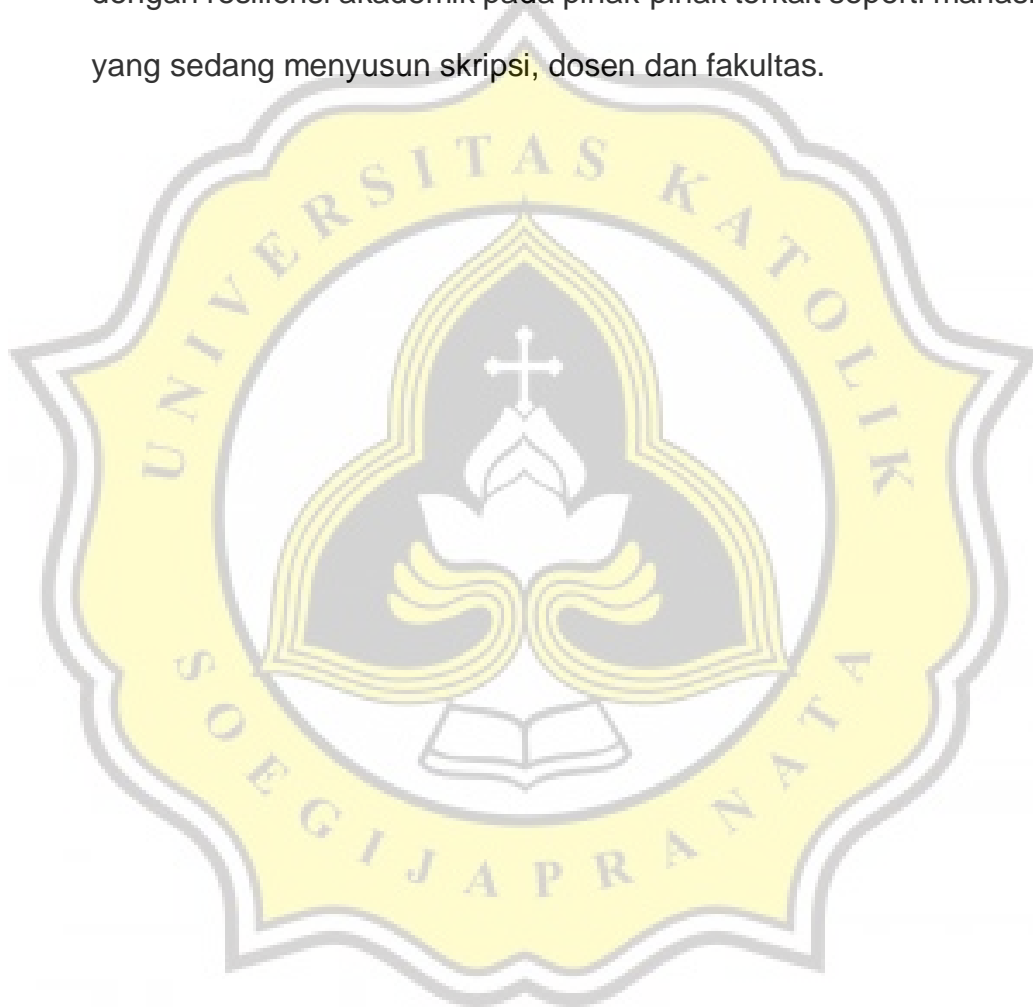 dengan resiliensi akademik pada pihak-pihak terkait seperti
yang sedang menyusun skripsi, dosen dan fakultas.
UNIVERSITAS KATOLIK
SOEGIJAPRANATA